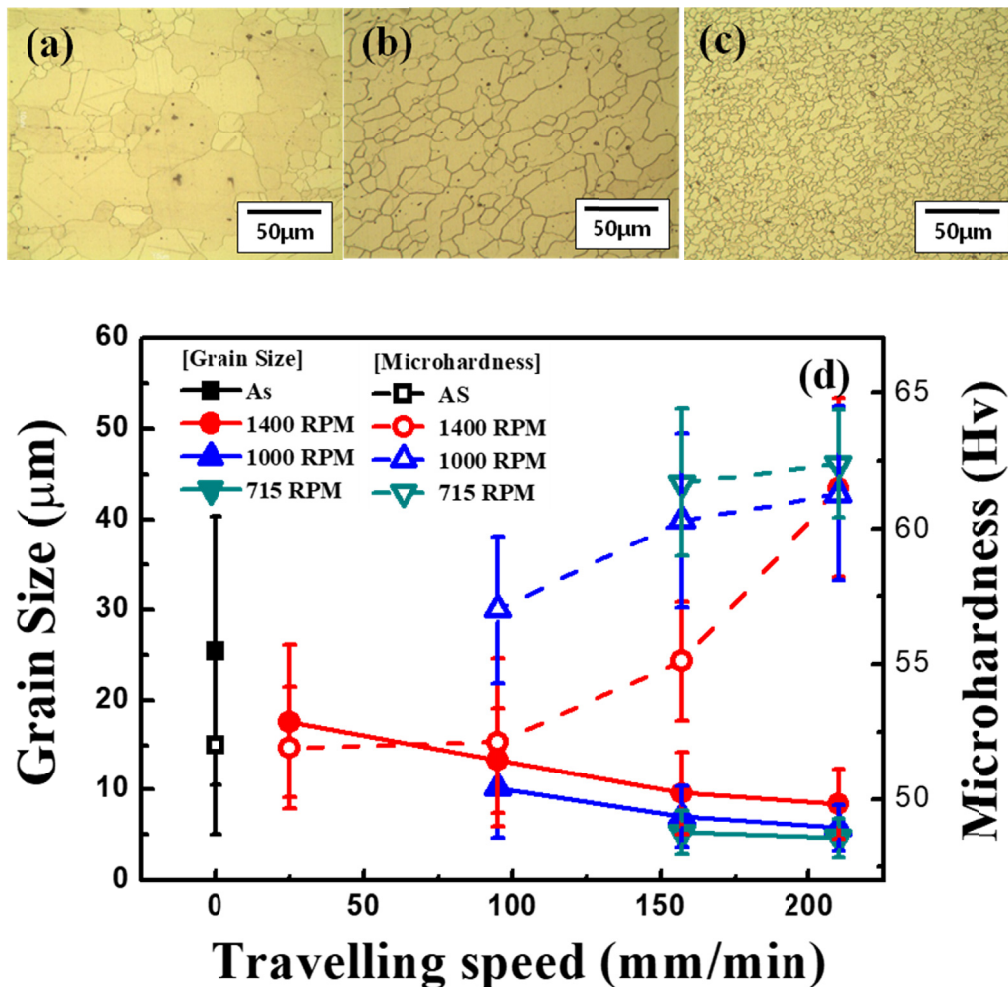 (a)
(b)
(c)
50μm
50μm
50μm
(d)
[Grain Size]
[Microhardness]
As
AS
1400 RPM
1400 RPM
1000 RPM
1000 RPM
715 RPM
715 RPM
60
50
40
30
20
10
0
Grain Size (μm)
65
60
55
50
Microhardness (Hv)
0
50
100
150
200
Travelling speed (mm/min)